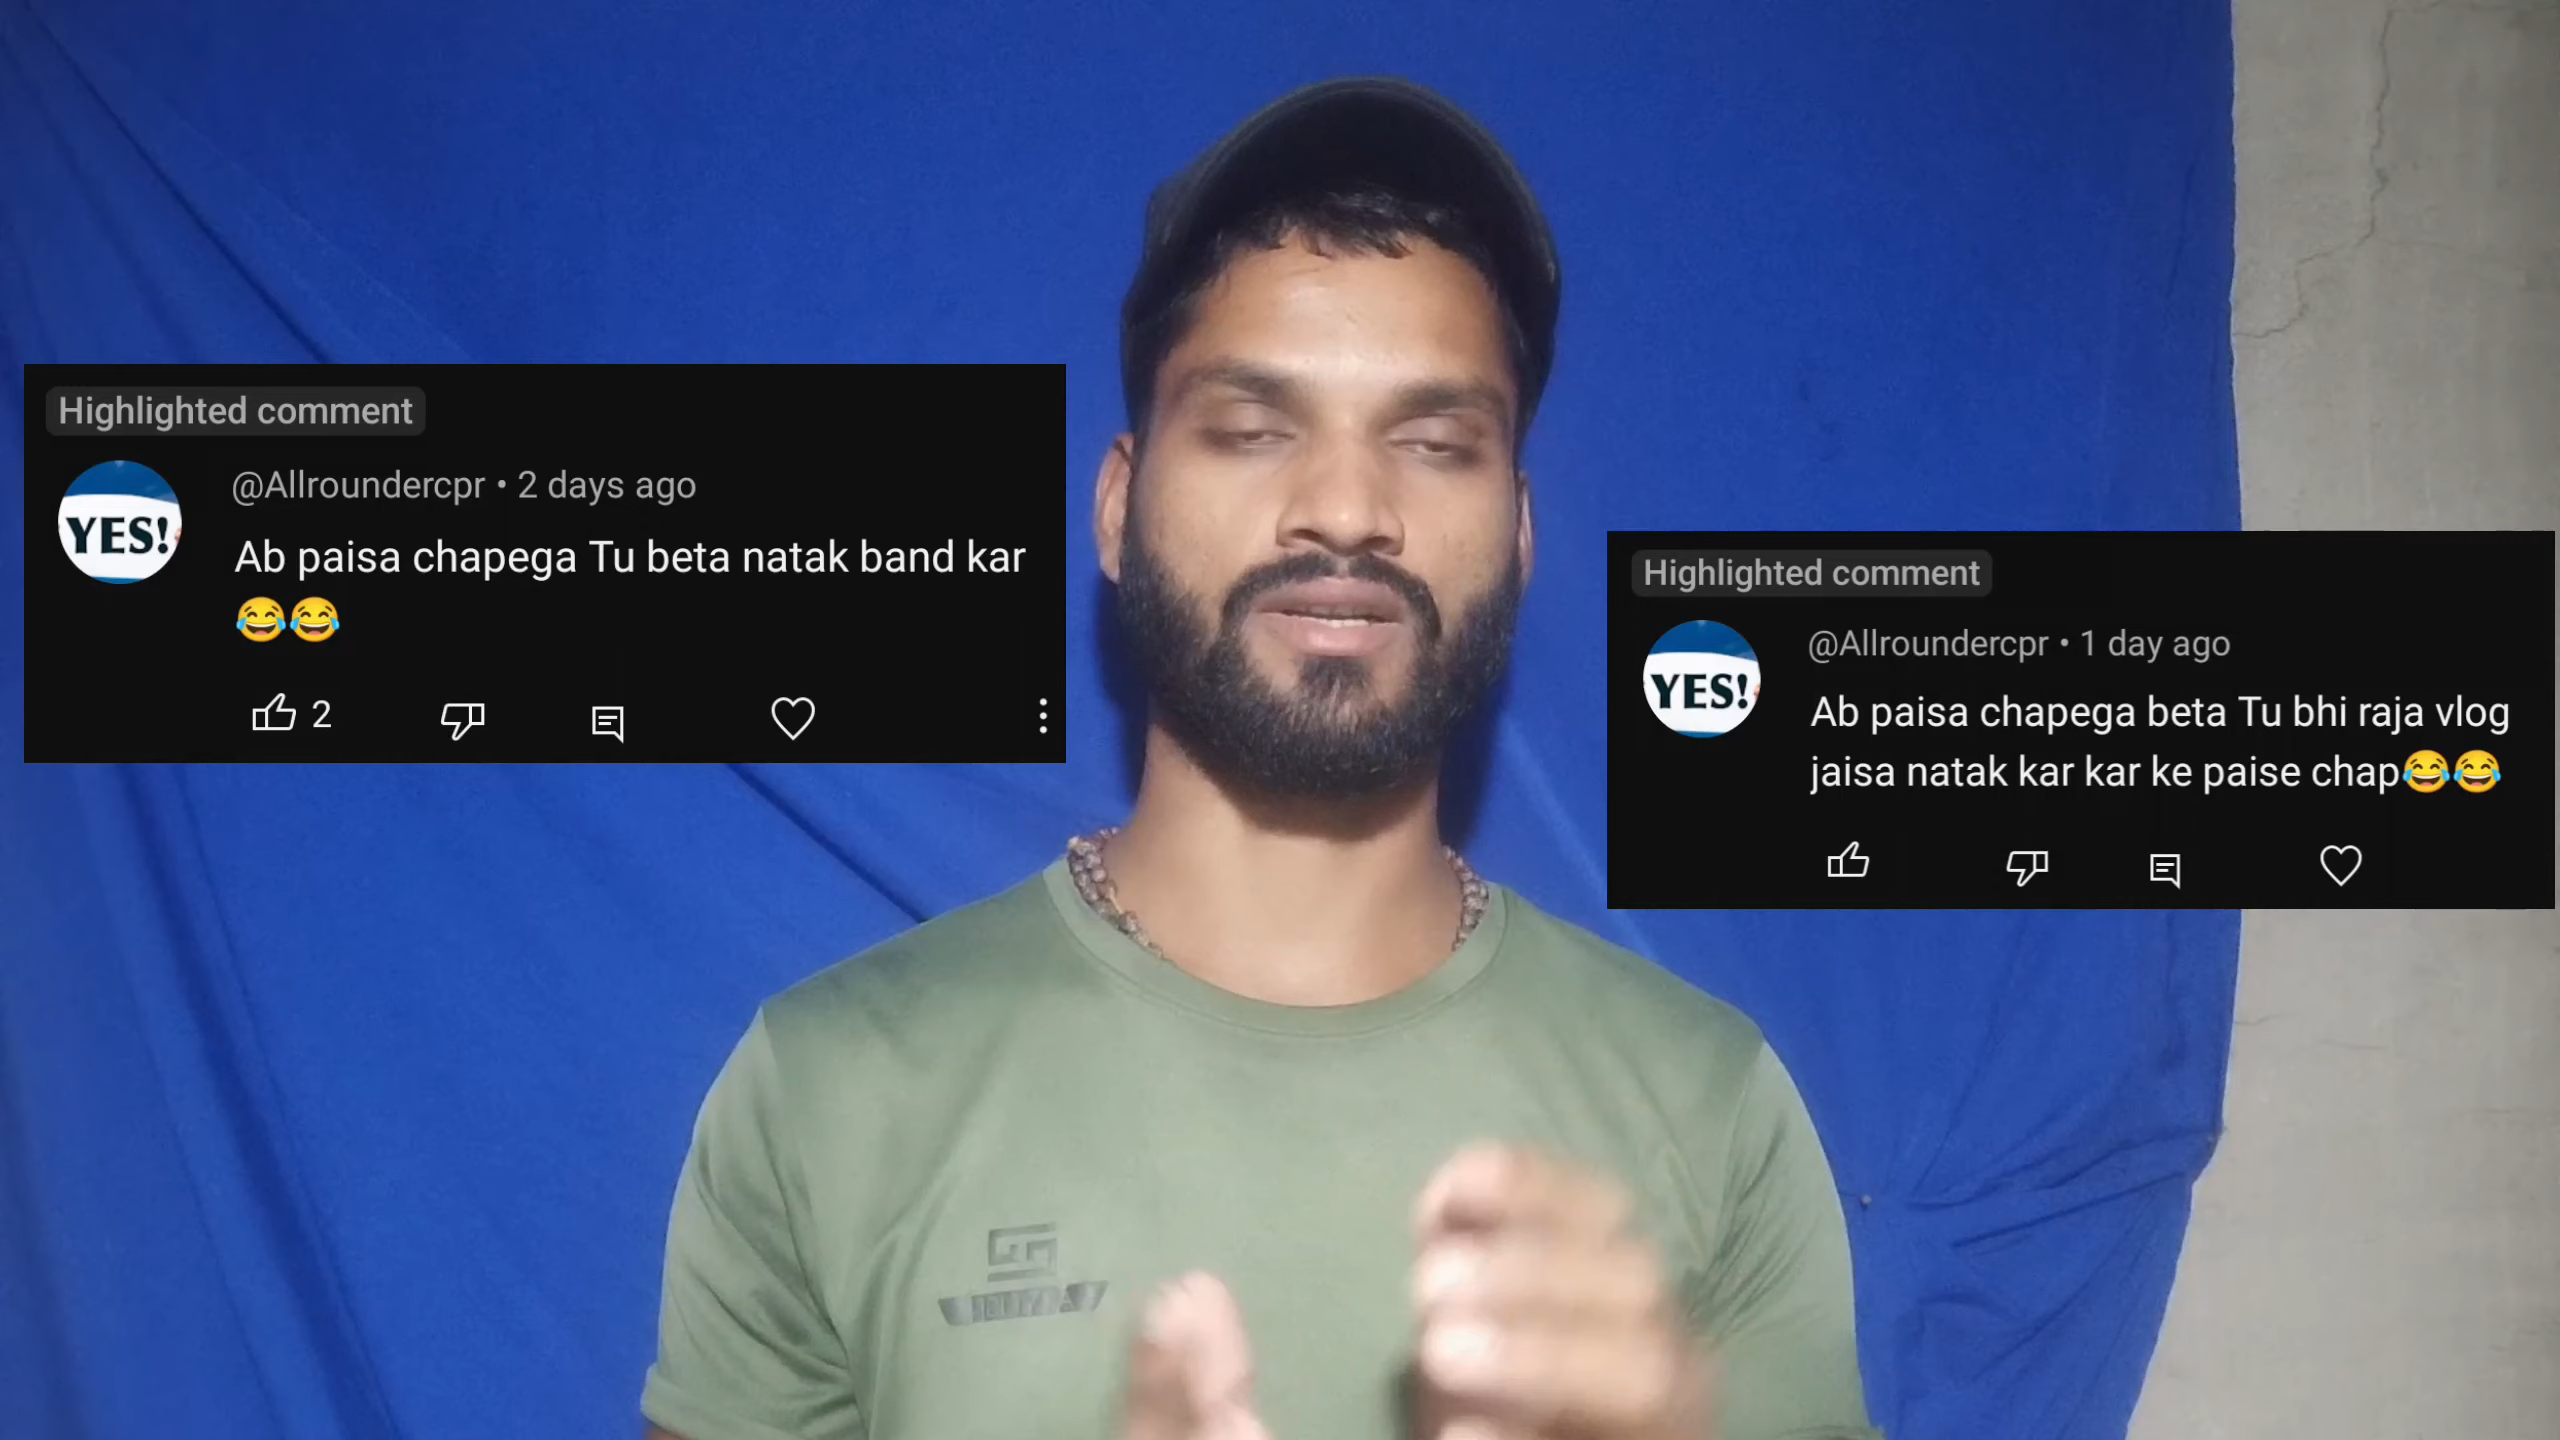 Highlighted comment
YES!
@Allroundercpr • 2 days ago
Ab paisa chapega Tu beta natak band kar
😂😂
2
Highlighted comment
YES!
@Allroundercpr • 1 day ago
Ab paisa chapega beta Tu bhi raja vlog
jaisa natak kar kar ke paise chap😂😂